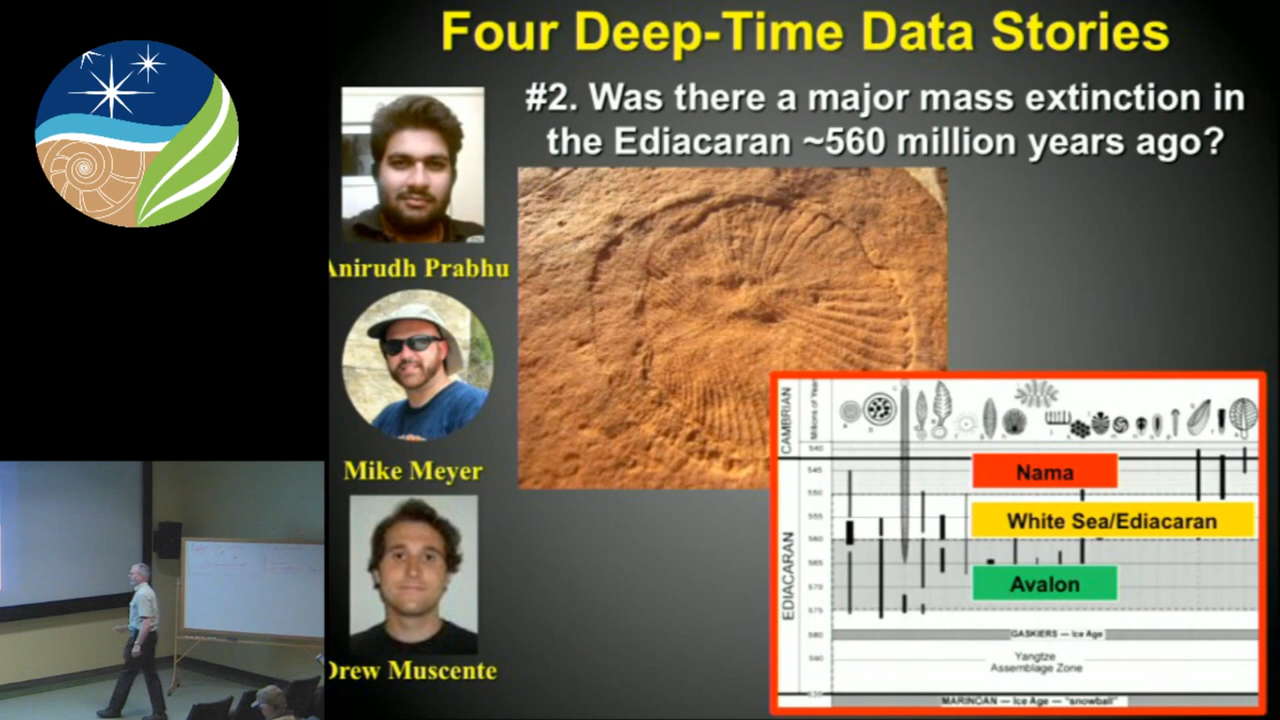 Four Deep-Time Data Stories
#2. Was there a major mass extinction in
the Ediacaran ~560 million years ago?
Anirudh Prabhu
Mike Meyer
Drew Muscente
CAMBRIAN
EDIACARAN
540
545
550
555
560
565
570
575
580
590
Nama
White Sea/Ediacaran
Avalon
GASKIERS — Ice Age
Yangtze
Assemblage Zone
MARINOAN — Ice Age — "snowball"